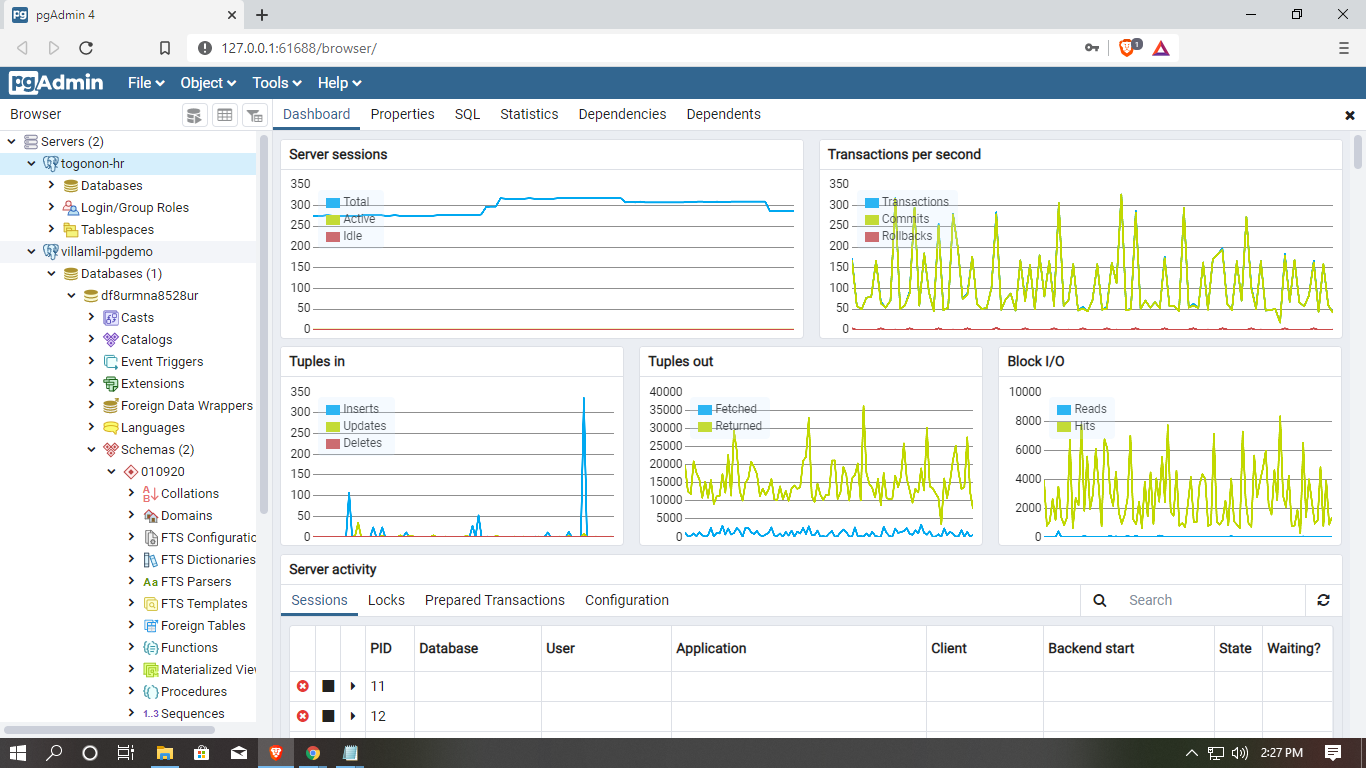 pgAdmin 4
127.0.0.1:61688/browser/
1
pgAdmin
File Object Tools Help
Browser
Dashboard Properties SQL Statistics Dependencies Dependents
Servers (2)
togonon-hr
Databases
Login/Group Roles
Tablespaces
villamil-pgdemo
Databases (1)
df8urmna8528ur
Casts
Catalogs
Event Triggers
Extensions
Foreign Data Wrappers
Languages
Schemas (2)
010920
Collations
Domains
FTS Configuratio
FTS Dictionaries
Aa FTS Parsers
FTS Templates
Foreign Tables
Functions
Materialized Viev
Procedures
1..3 Sequences
Server sessions
350
300
250
200
150
100
50
0
Total
Active
Idle
Transactions per second
350
300
250
200
150
100
50
0
Transactions
Commits
Rollbacks
Tuples in
350
300
250
200
150
100
50
0
Inserts
Updates
Deletes
Tuples out
40000
35000
30000
25000
20000
15000
10000
5000
0
Fetched
Returned
Block I/O
10000
8000
6000
4000
2000
0
Reads
Hits
Server activity
Sessions Locks Prepared Transactions Configuration
Search
PID Database User Application Client Backend start State Waiting?
11
12
2:27 PM